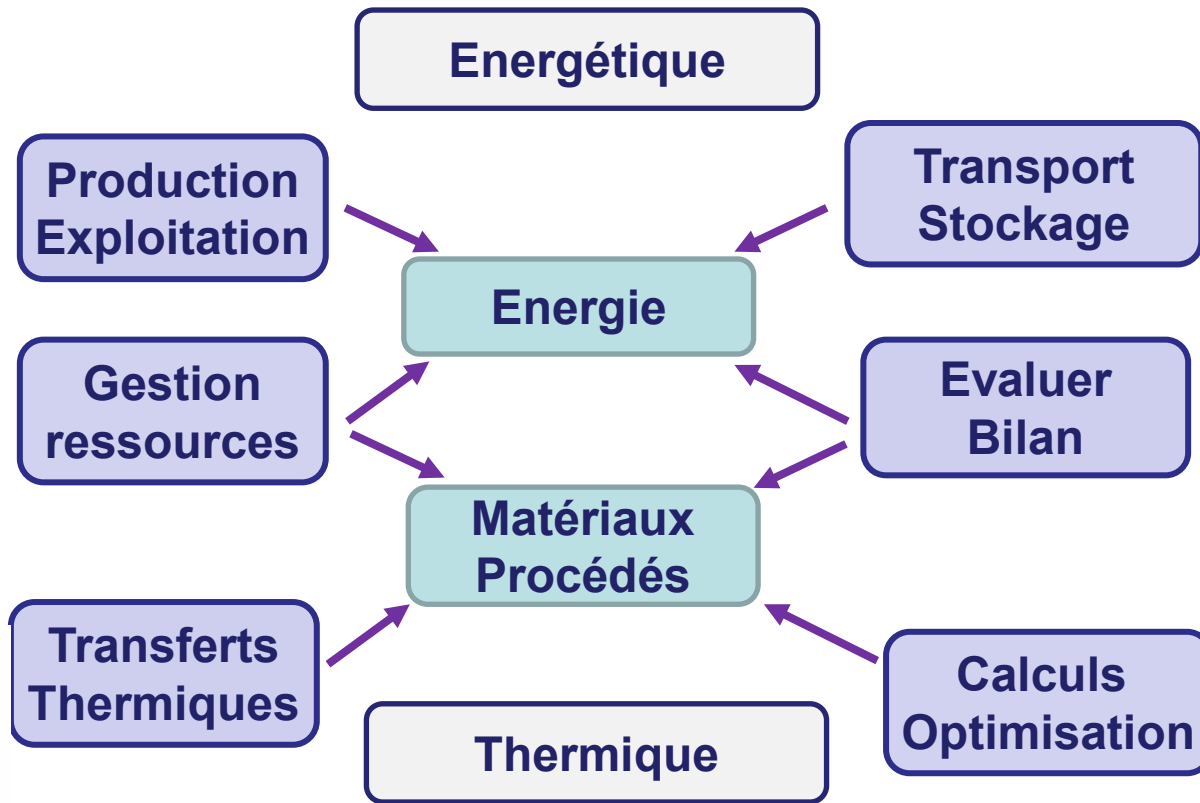 Energétique
Production
Exploitation
Transport
Stockage
Energie
Gestion
ressources
Evaluer
Bilan
Matériaux
Procédés
Transferts
Thermiques
Calculs
Optimisation
Thermique